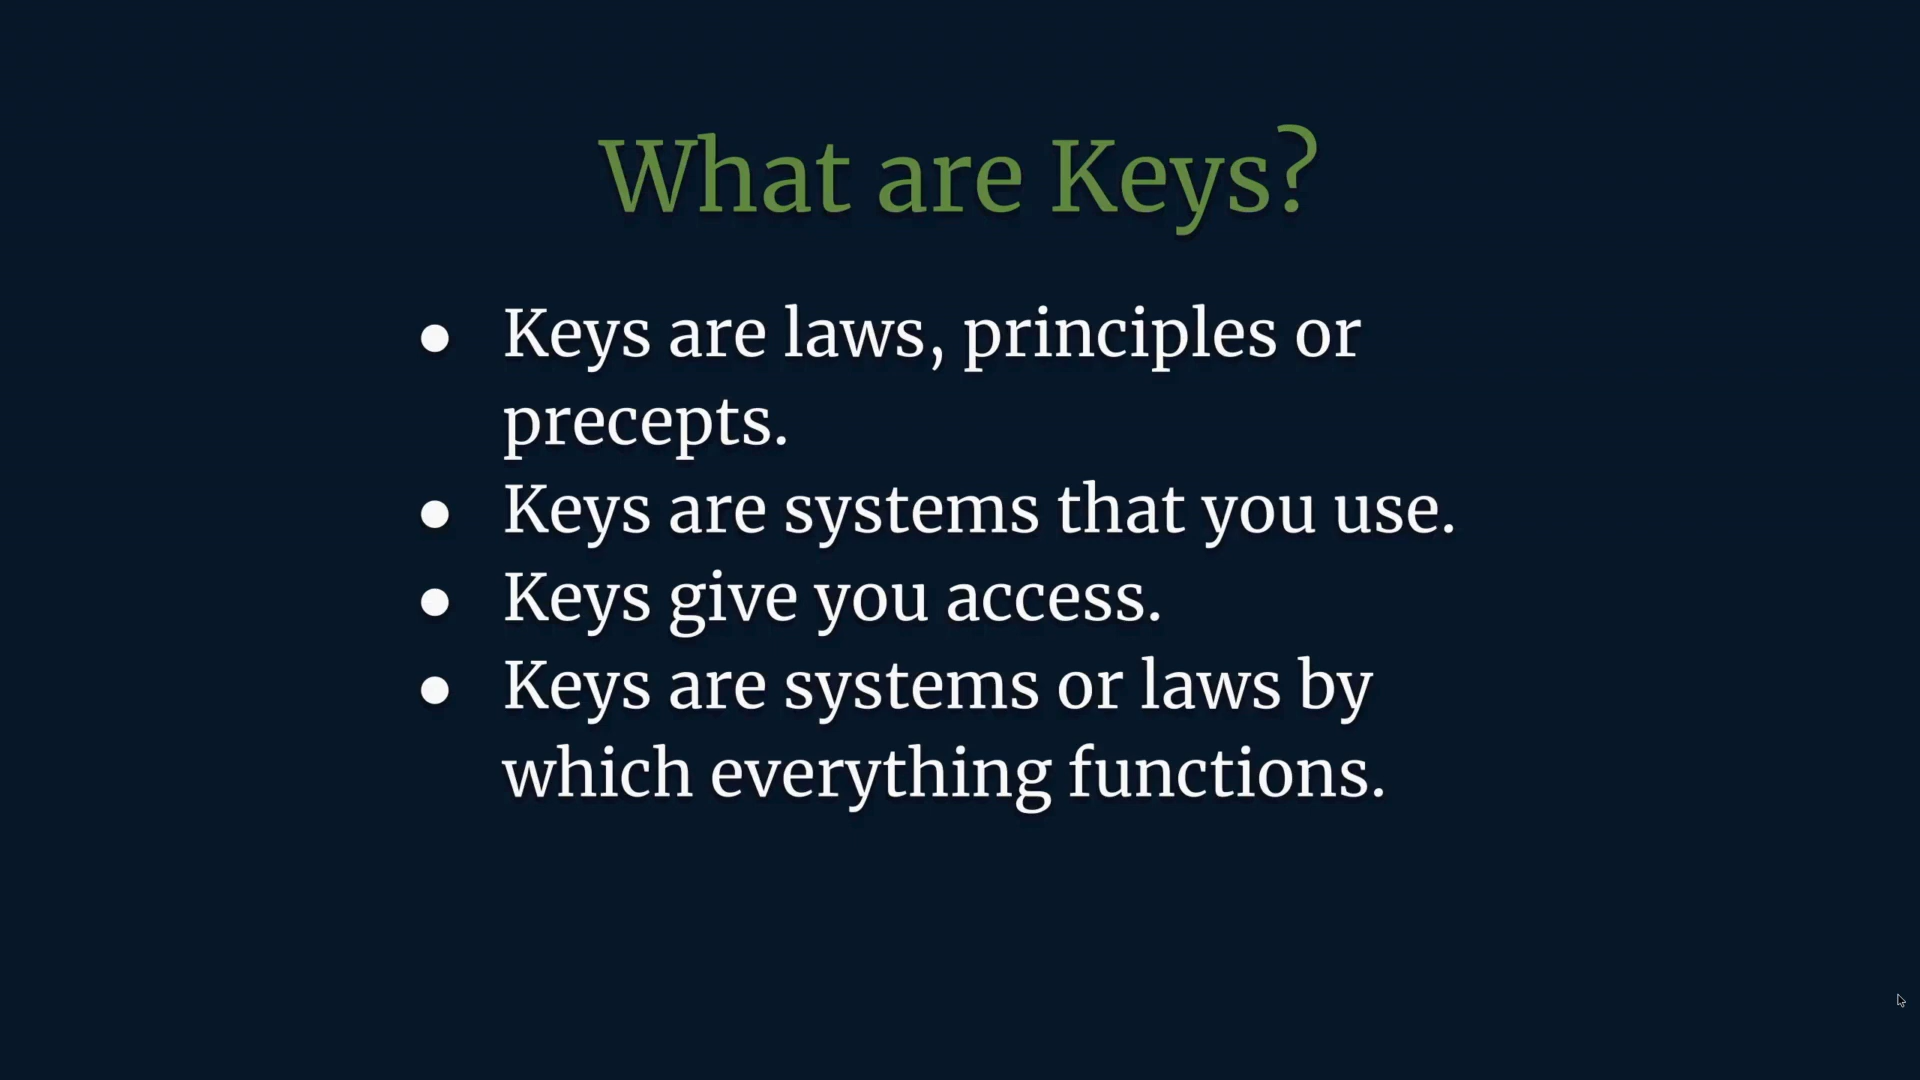 What are Keys?
● Keys are laws, principles or
precepts.
● Keys are systems that you use.
● Keys give you access.
● Keys are systems or laws by
which everything functions.